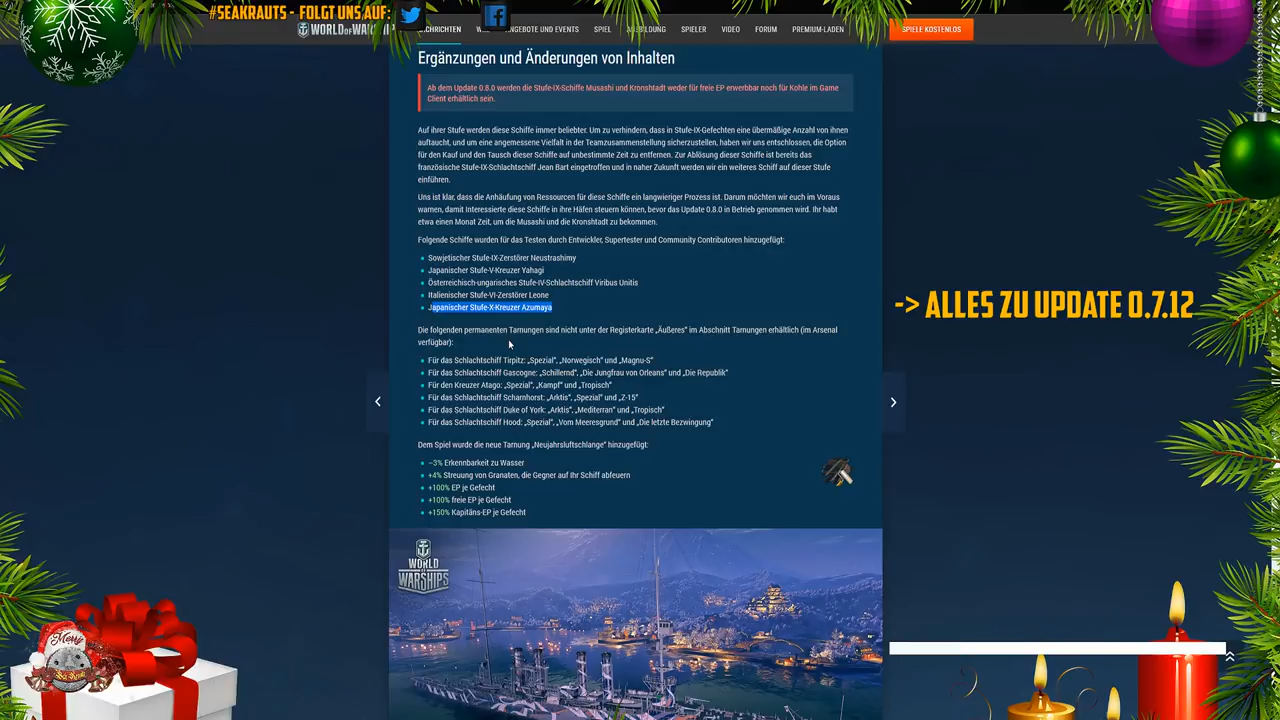 #SEAKRAUTS - FOLGT UNS AUF:
WORLD OF WARSHI
CHRICHTEN
ANGEBOTE UND EVENTS
SPIEL
SPIELER
VIDEO
FORUM
PREMIUM-LADEN
SPIELE KOSTENLOS
Ergänzungen und Änderungen von Inhalten
Ab dem Update 0.8.0 werden die Stufe-IX-Schiffe Musashi und Kronshtadt weder für freie EP erwerbbar noch für Kohle im Game
Client erhältlich sein.
Auf ihrer Stufe werden diese Schiffe immer beliebter. Um zu verhindern, dass in Stufe-IX-Gefechten eine übermäßige Anzahl von ihnen
auftaucht, und um eine angemessene Vielfalt in der Teamzusammenstellung sicherzustellen, haben wir uns entschlossen, die Option
für den Kauf und den Tausch dieser Schiffe auf unbestimmte Zeit zu entfernen. Zur Ablösung dieser Schiffe ist bereits das
französische Stufe-IX-Schlachtschiff Jean Bart eingetroffen und in naher Zukunft werden wir ein weiteres Schiff auf dieser Stufe
einführen.
Uns ist klar, dass die Anhäufung von Ressourcen für diese Schiffe ein langwieriger Prozess ist. Darum möchten wir euch im Voraus
warnen, damit Interessierte diese Schiffe in ihre Häfen steuern können, bevor das Update 0.8.0 in Betrieb genommen wird. Ihr habt
etwa einen Monat Zeit, um die Musashi und die Kronshtadt zu bekommen.
Folgende Schiffe wurden für das Testen durch Entwickler, Supertester und Community Contributoren hinzugefügt:
Sowjetischer Stufe-IX-Zerstörer Neustrashimy
Japanischer Stufe-V-Kreuzer Yahagi
Österreichisch-ungarisches Stufe-IV-Schlachtschiff Viribus Unitis
Italienischer Stufe-VI-Zerstörer Leone
Japanischer Stufe-X-Kreuzer Azumaya
Die folgenden permanenten Tarnungen sind nicht unter der Registerkarte „Äußeres" im Abschnitt Tarnungen erhältlich (im Arsenal
verfügbar):
Für das Schlachtschiff Tirpitz: „Spezial", „Norwegisch" und „Magnu-S"
Für das Schlachtschiff Gascogne: „Schillernd", „Die Jungfrau von Orleans" und „Die Republik"
Für den Kreuzer Atago: „Spezial", „Kampf" und „Tropisch"
Für das Schlachtschiff Scharnhorst: „Arktis", „Spezial" und „Z-15"
Für das Schlachtschiff Duke of York: „Arktis", „Mediterran" und „Tropisch"
Für das Schlachtschiff Hood: „Spezial", „Vom Meeresgrund" und „Die letzte Bezwingung"
Dem Spiel wurde die neue Tarnung „Neujahrsluftschlange" hinzugefügt:
–3% Erkennbarkeit zu Wasser
+4% Streuung von Granaten, die Gegner auf Ihr Schiff abfeuern
+100% EP je Gefecht
+100% freie EP je Gefecht
+150% Kapitäns-EP je Gefecht
-> ALLES ZU UPDATE 0.7.12
WORLD
OF
WARSHIPS
Merry